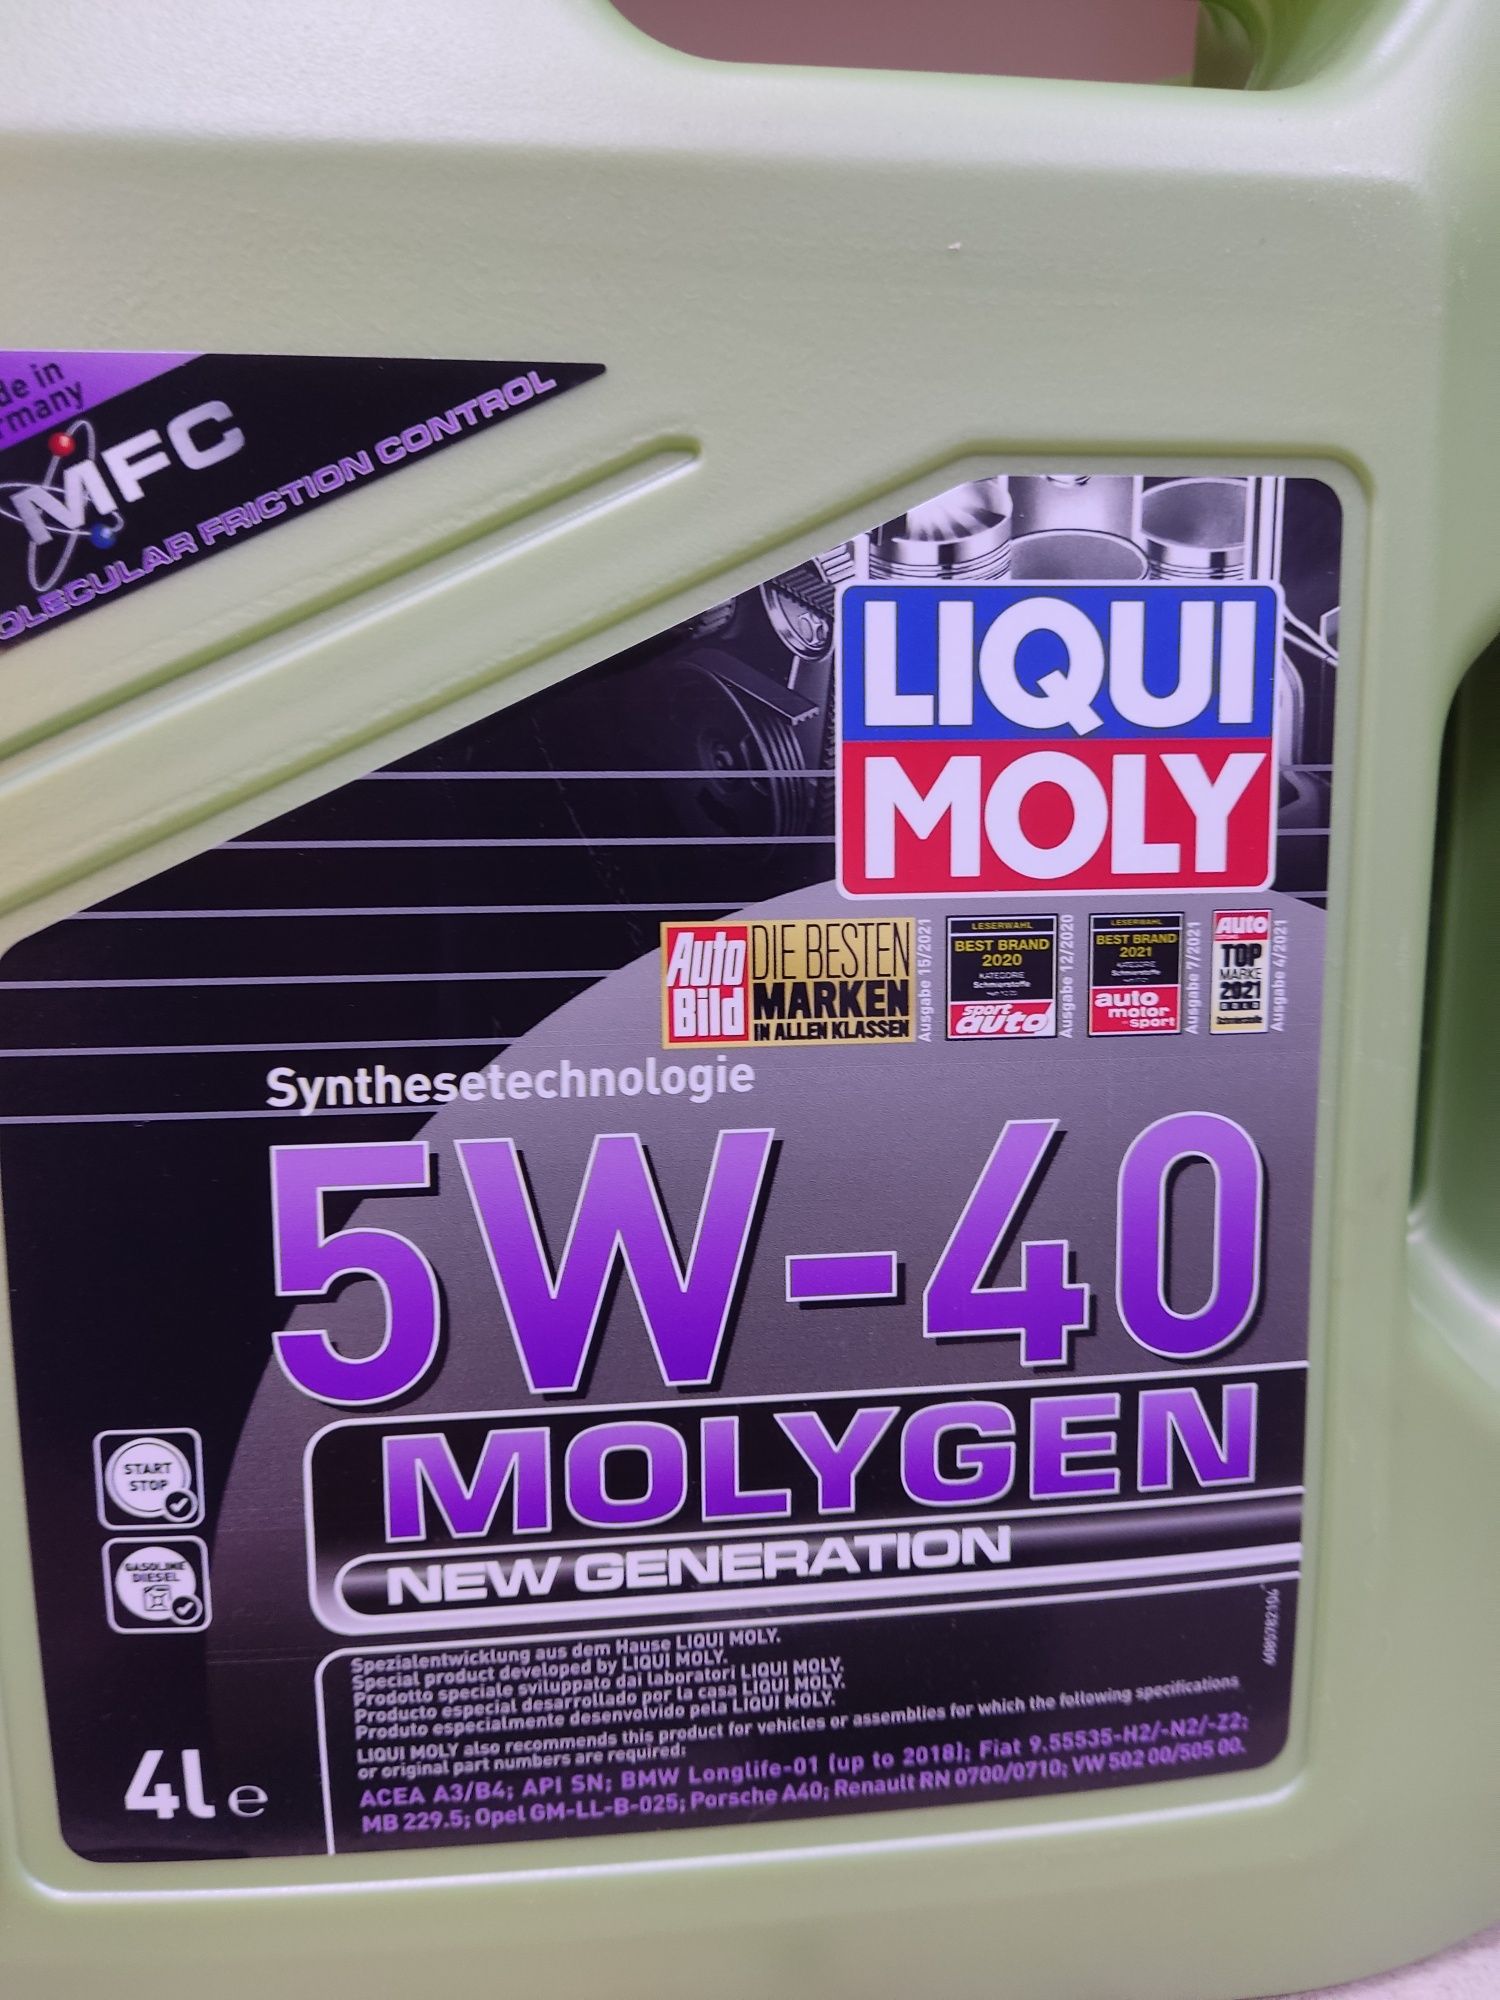 de in
rmany
MFC
OLECULAR FRICTION CONTROL
LIQUI
MOLY
Auto
Bild
DIE BESTEN
MARKEN
IN ALLEN KLASSEN
Ausgabe 15/2021
LESERWAHL
BEST BRAND
2020
KATEGORIE
Schmierstoffe
sport
auto
Ausgabe 12/2020
LESERWAHL
BEST BRAND
2021
KATEGORIE
Schmierstoffe
auto
motor
sport
Ausgabe 7/2021
Auto
TOP
MARKE
2021
GOLD
Schmierstoffe
Ausgabe 4/2021
Synthesetechnologie
5W-40
MOLYGEN
NEW GENERATION
START
STOP
GASOLINE
DIESEL
Spezialentwicklung aus dem Hause LIQUI MOLY.
Special product developed by LIQUI MOLY.
Prodotto speciale sviluppato dai laboratori LIQUI MOLY.
Producto especial desarrollado por la casa LIQUI MOLY.
Produto especialmente desenvolvido pela LIQUI MOLY.
LIQUI MOLY also recommends this product for vehicles or assemblies for which the following specifications
or original part numbers are required:
ACEA A3/B4; API SN; BMW Longlife-01 (up to 2018); Fiat 9.55535-H2/-N2/-Z2;
MB 229.5; Opel GM-LL-B-025; Porsche A40; Renault RN 0700/0710; VW 502 00/505 00.
4l e